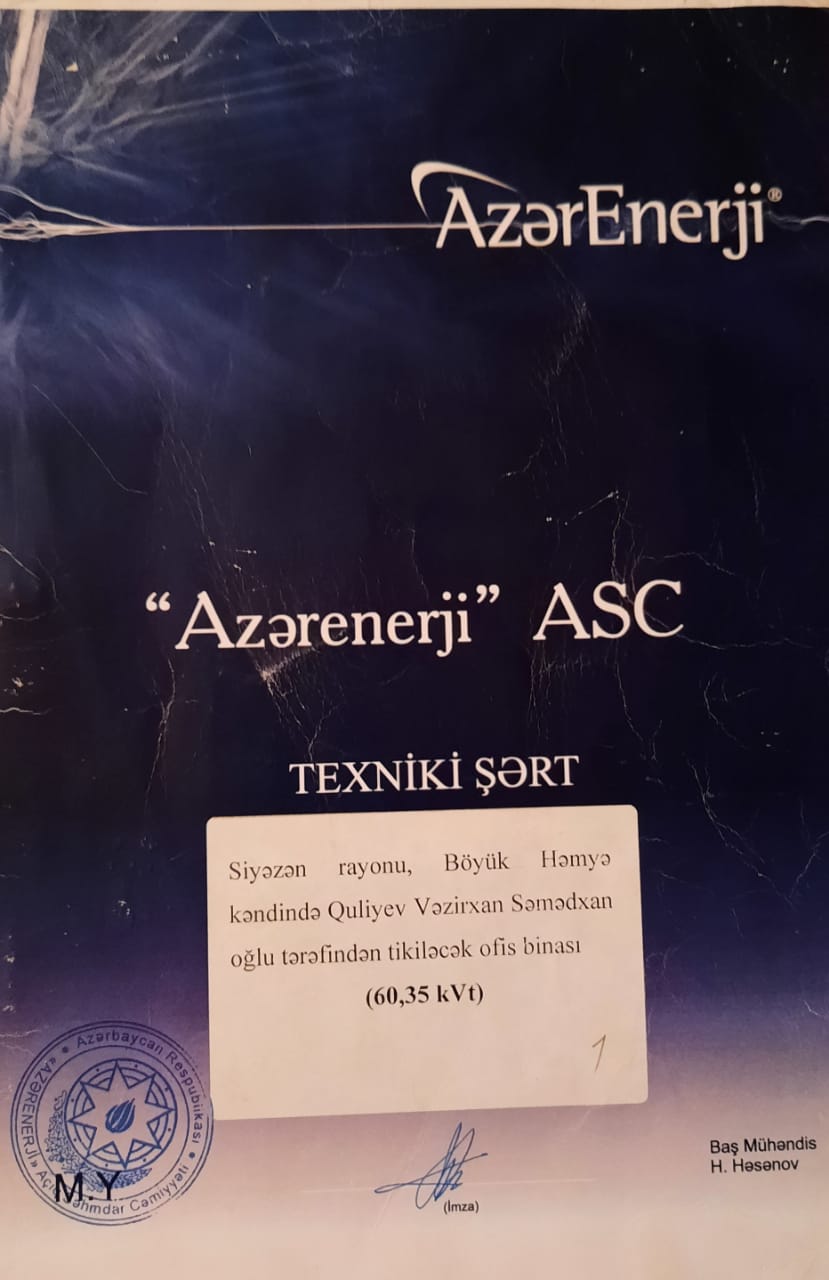 AzərEnerji®
“Azərenerji” ASC
TEXNİKİ ŞƏRT
Siyəzən rayonu, Böyük Həmyə
kəndində Quliyev Vəzirxan Səmədxan
oğlu tərəfindən tikiləcək ofis binası
(60,35 kVt)
1
Azərbaycan Respublikası
«AZƏRENERJİ» Açıq Səhmdar Cəmiyyəti
M.Y
(İmza)
Baş Mühəndis
H. Həsənov